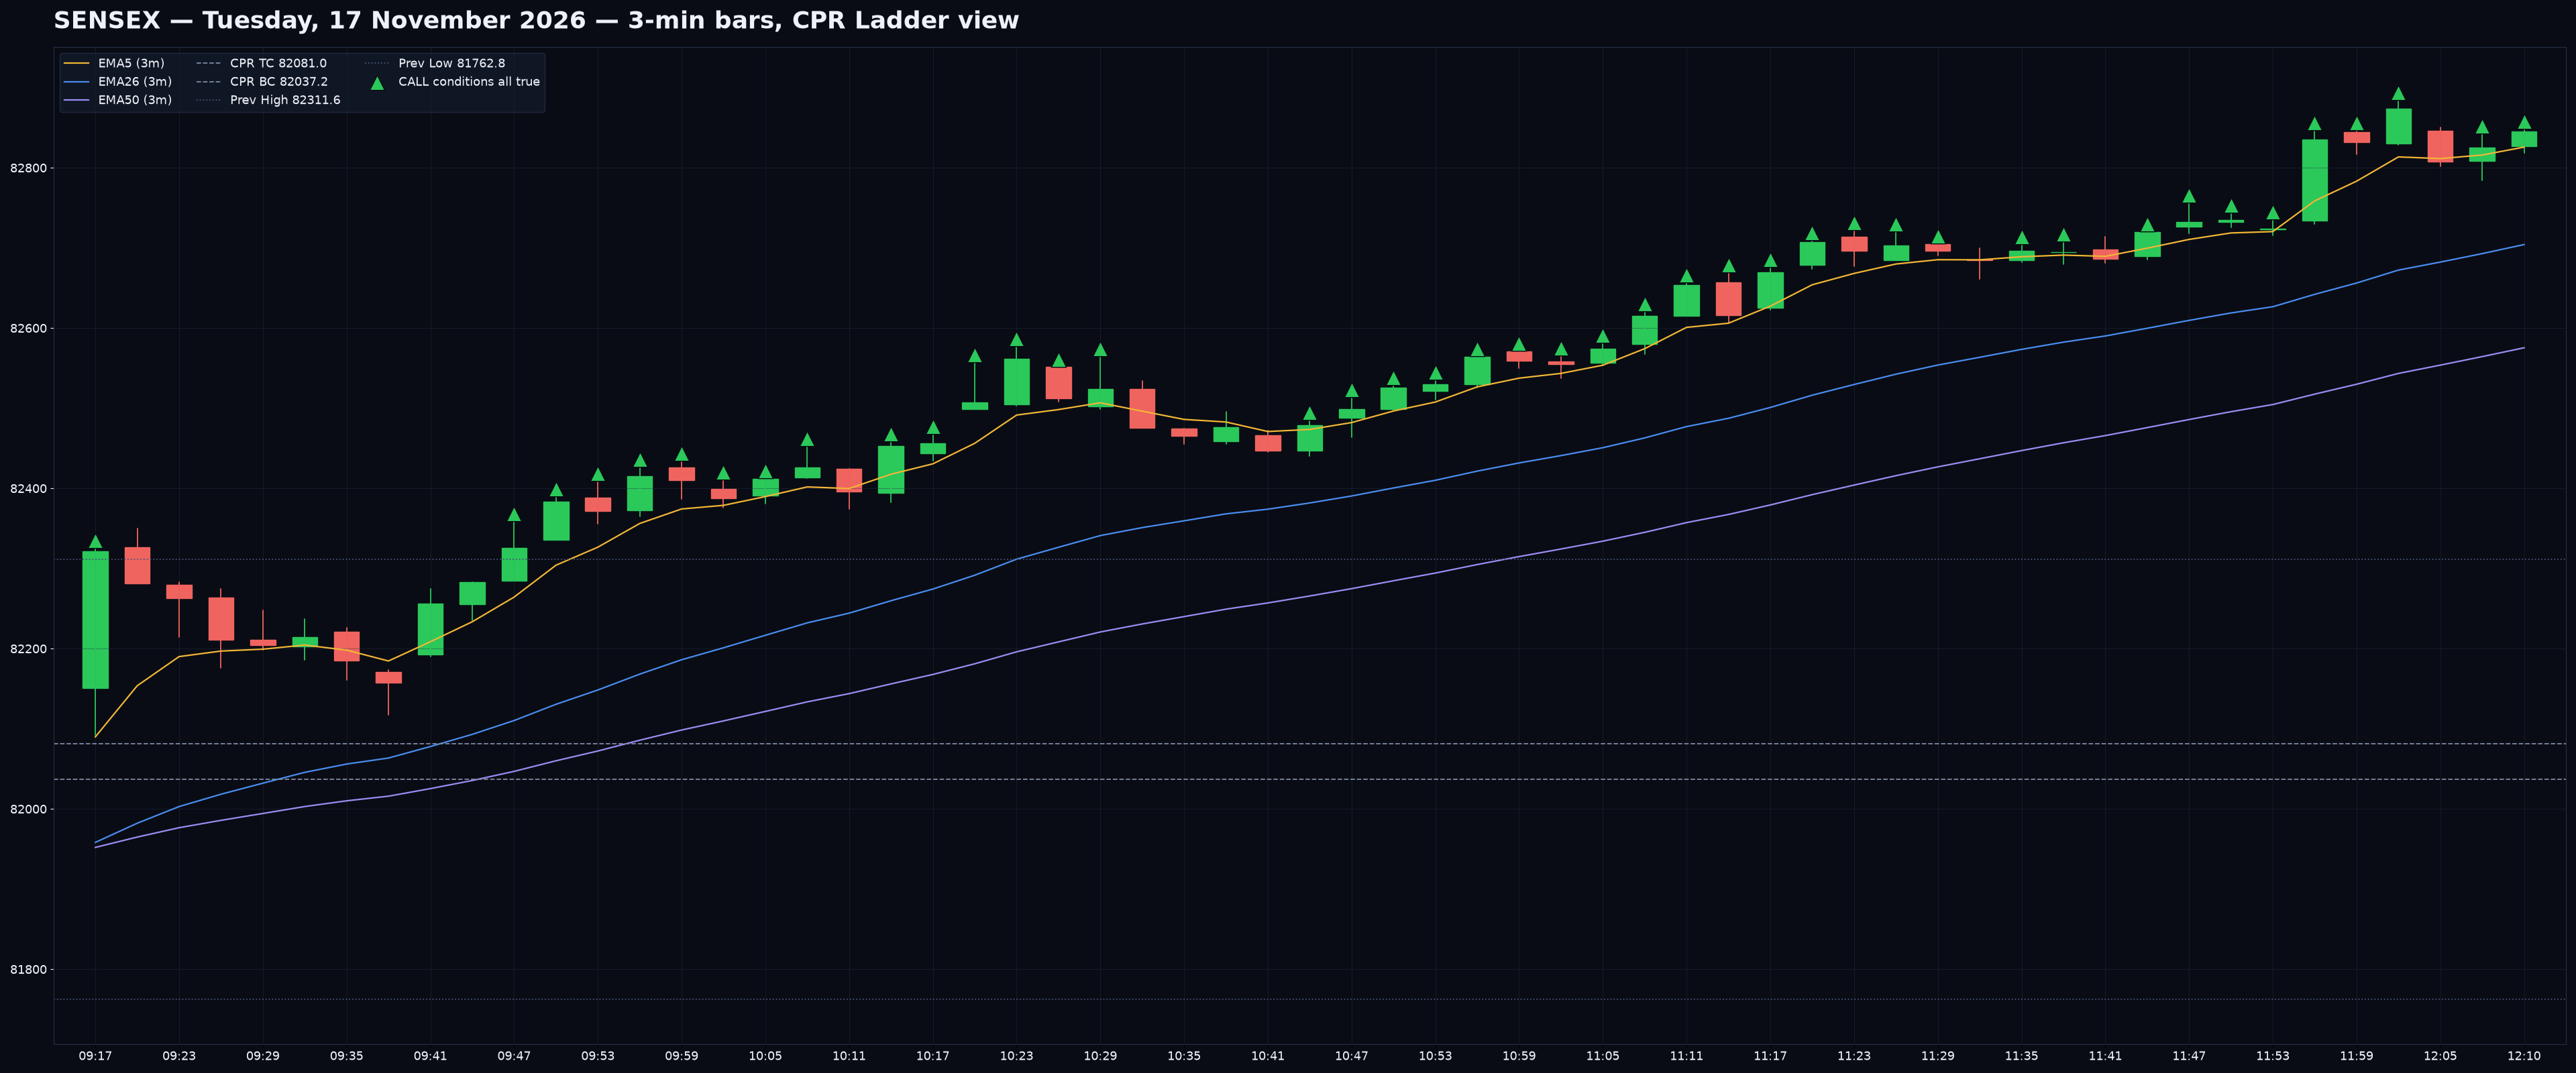 SENSEX — Tuesday, 17 November 2026 — 3-min bars, CPR Ladder view
EMA5 (3m)
EMA26 (3m)
EMA50 (3m)
CPR TC 82081.0
CPR BC 82037.2
Prev High 82311.6
Prev Low 81762.8
CALL conditions all true
82800
82600
82400
82200
82000
81800
09:17 09:23 09:29 09:35 09:41 09:47 09:53 09:59 10:05 10:11 10:17 10:23 10:29 10:35 10:41 10:47 10:53 10:59 11:05 11:11 11:17 11:23 11:29 11:35 11:41 11:47 11:53 11:59 12:05 12:10